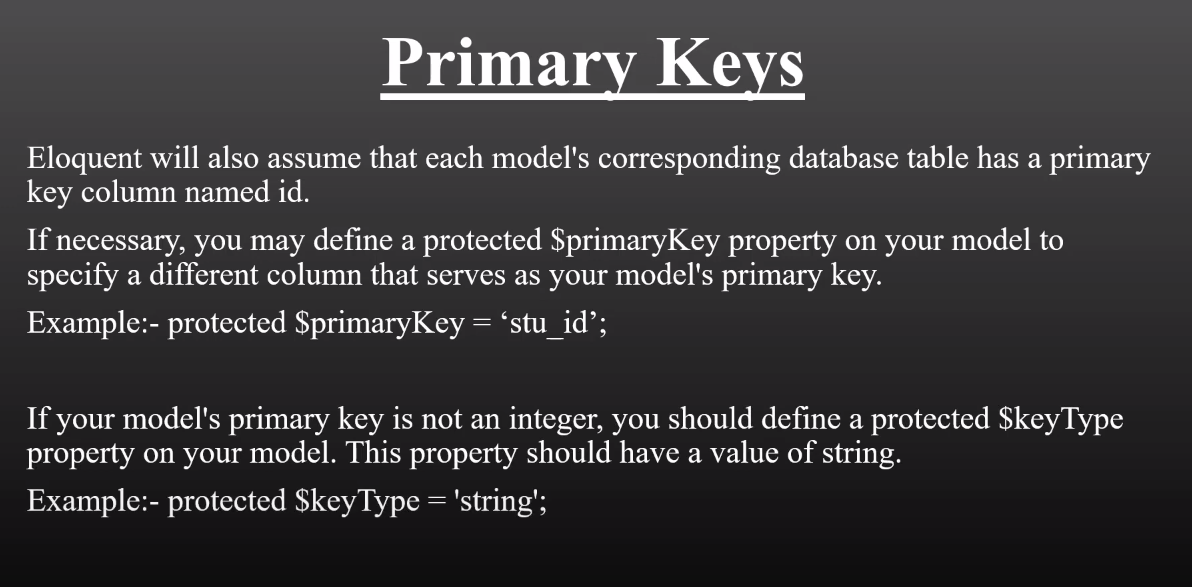 Primary Keys
Eloquent will also assume that each model's corresponding database table has a primary
key column named id.
If necessary, you may define a protected $primaryKey property on your model to
specify a different column that serves as your model's primary key.
Example:- protected $primaryKey = ‘stu_id’;
If your model's primary key is not an integer, you should define a protected $keyType
property on your model. This property should have a value of string.
Example:- protected $keyType = 'string';